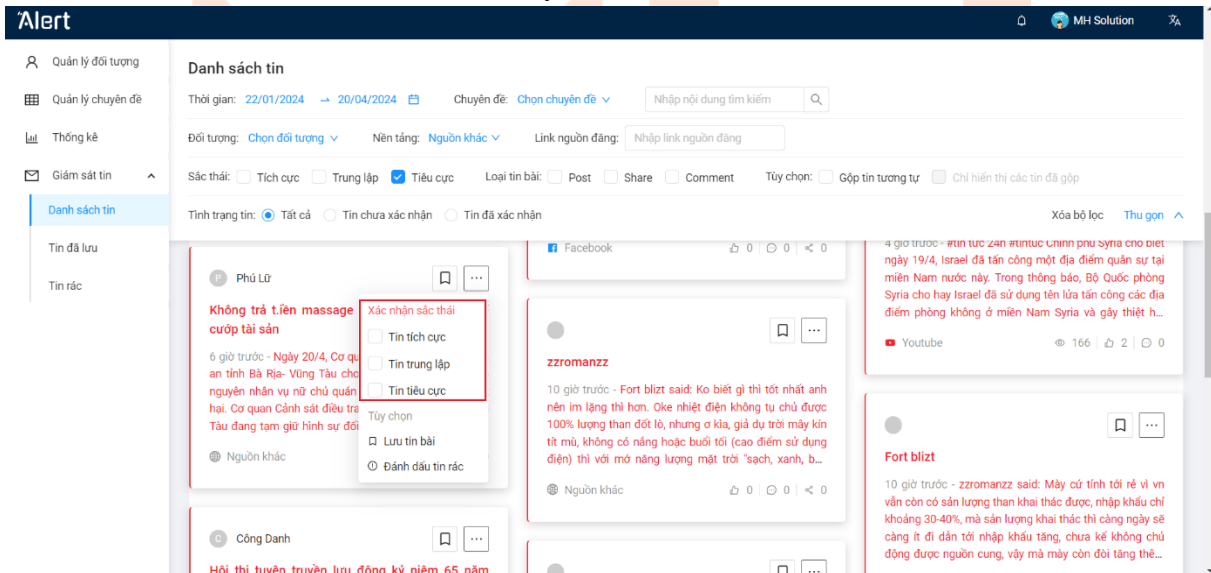 Alert
MH Solution
Quản lý đối tượng
Quản lý chuyên đề
Thống kê
Giám sát tin
Danh sách tin
Tin đã lưu
Tin rác
Danh sách tin
Thời gian: 22/01/2024 → 20/04/2024 Chuyên đề: Chọn chuyên đề Nhập nội dung tìm kiếm
Đối tượng: Chọn đối tượng Nền tảng: Nguồn khác Link nguồn đăng: Nhập link nguồn đăng
Sắc thái: Tích cực Trung lập Tiêu cực Loại tin bài: Post Share Comment Tùy chọn: Gộp tin tương tự Chỉ hiển thị các tin đã gộp
Tình trạng tin: Tất cả Tin chưa xác nhận Tin đã xác nhận Xóa bộ lọc Thu gọn
P Phú Lữ
Không trả t.iền massage
cướp tài sản
6 giờ trước - Ngày 20/4, Cơ qu
an tỉnh Bà Rịa- Vũng Tàu cho
nguyên nhân vụ nữ chủ quán
hại. Cơ quan Cảnh sát điều tra
Tàu đang tạm giữ hình sự đối
Nguồn khác
Xác nhận sắc thái
Tin tích cực
Tin trung lập
Tin tiêu cực
Tùy chọn
Lưu tin bài
Đánh dấu tin rác
C Công Danh
Hội thi tuyên truyền lưu động kỷ niệm 65 năm
Facebook 0 0 0
zzromanzz
10 giờ trước - Fort blizt said: Ko biết gì thì tốt nhất anh
nên im lặng thì hơn. Oke nhiệt điện không tự chủ được
100% lượng than đốt lò, nhưng ơ kìa, giả dụ trời mây kín
tít mù, không có nắng hoặc buổi tối (cao điểm sử dụng
điện) thì với mớ năng lượng mặt trời "sạch, xanh, b...
Nguồn khác 0 0 0
4 giờ trước - #tin tức 24h #tintuc Chính phủ Syria cho biết
ngày 19/4, Israel đã tấn công một địa điểm quân sự tại
miền Nam nước này. Trong thông báo, Bộ Quốc phòng
Syria cho hay Israel đã sử dụng tên lửa tấn công các địa
điểm phòng không ở miền Nam Syria và gây thiệt h...
Youtube 166 2 0
Fort blizt
10 giờ trước - zzromanzz said: Mày cứ tính tới rẻ vì vn
vẫn còn có sản lượng than khai thác được, nhập khẩu chỉ
khoảng 30-40%, mà sản lượng khai thác thì càng ngày sẽ
càng ít đi dẫn tới nhập khẩu tăng, chưa kể không chủ
động được nguồn cung, vậy mà mày còn đòi tăng thê...